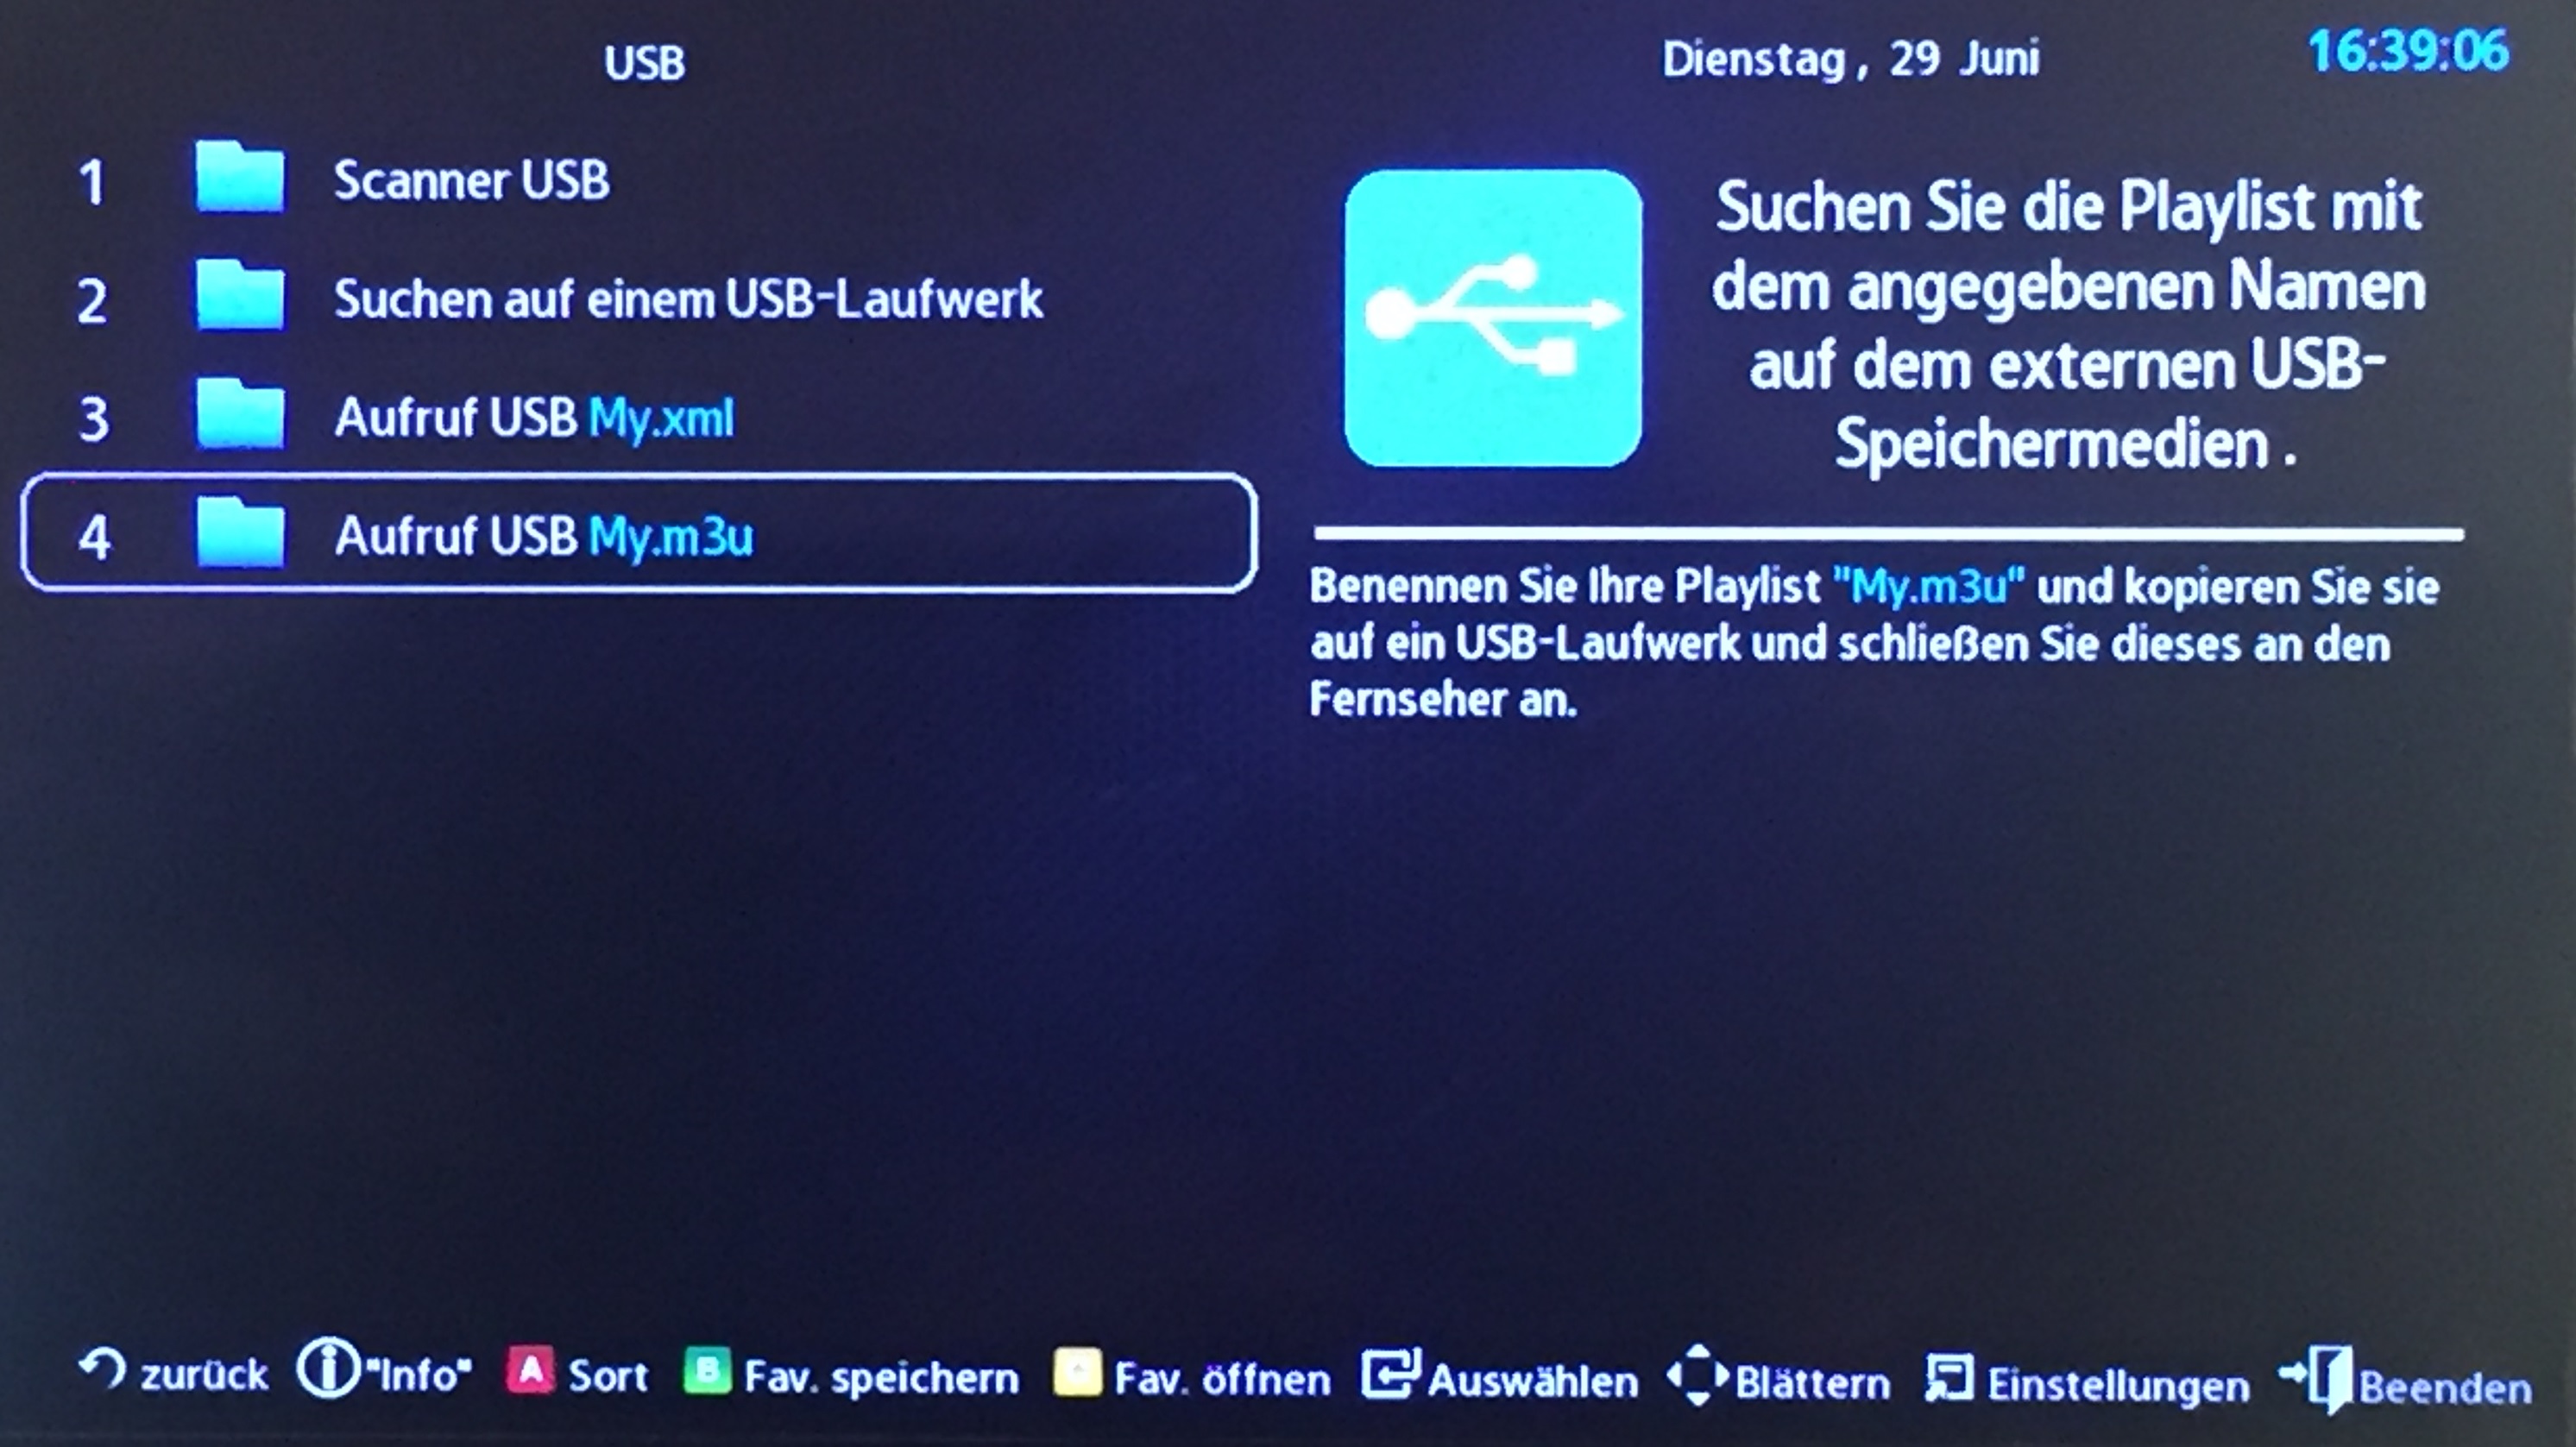 USB
Dienstag, 29 Juni
16:39:06
1 Scanner USB
2 Suchen auf einem USB-Laufwerk
3 Aufruf USB My.xml
4 Aufruf USB My.m3u
Suchen Sie die Playlist mit
dem angegebenen Namen
auf dem externen USB-
Speichermedien .
Benennen Sie Ihre Playlist "My.m3u" und kopieren Sie sie
auf ein USB-Laufwerk und schließen Sie dieses an den
Fernseher an.
zurück "Info" A Sort B Fav. speichern Fav. öffnen Auswählen Blättern Einstellungen Beenden